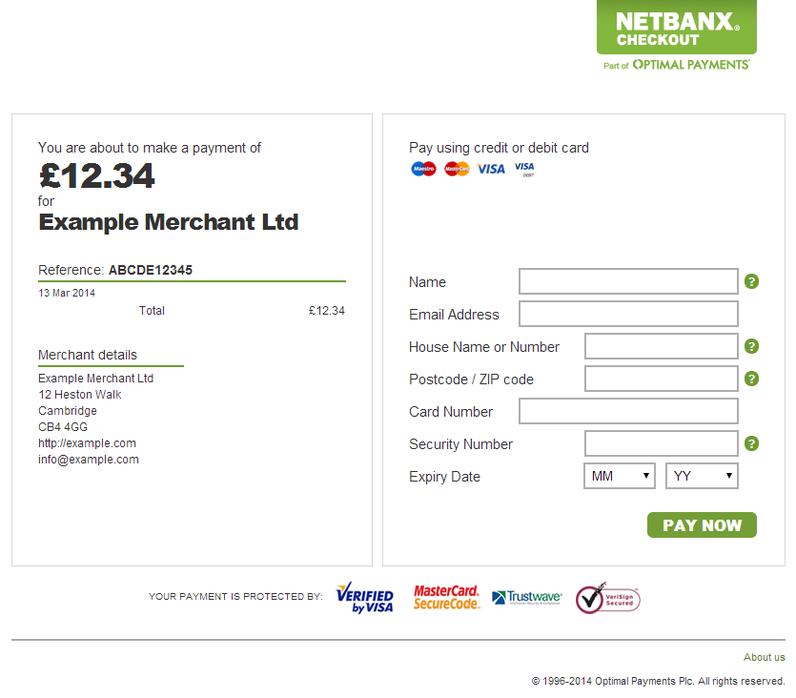 NETBANX®
CHECKOUT
Part of OPTIMAL PAYMENTS
You are about to make a payment of
£12.34
for
Example Merchant Ltd
Reference: ABCDE12345
13 Mar 2014
Total £12.34
Merchant details
Example Merchant Ltd
12 Heston Walk
Cambridge
CB4 4GG
http://example.com
info@example.com
Pay using credit or debit card
Maestro MasterCard VISA VISA
DEBIT
Name ?
Email Address
House Name or Number ?
Postcode / ZIP code ?
Card Number
Security Number ?
Expiry Date MM YY
PAY NOW
YOUR PAYMENT IS PROTECTED BY:
VERIFIED
by VISA
MasterCard.
SecureCode.
Trustwave®
VeriSign
Secured
About us
© 1996-2014 Optimal Payments Plc. All rights reserved.